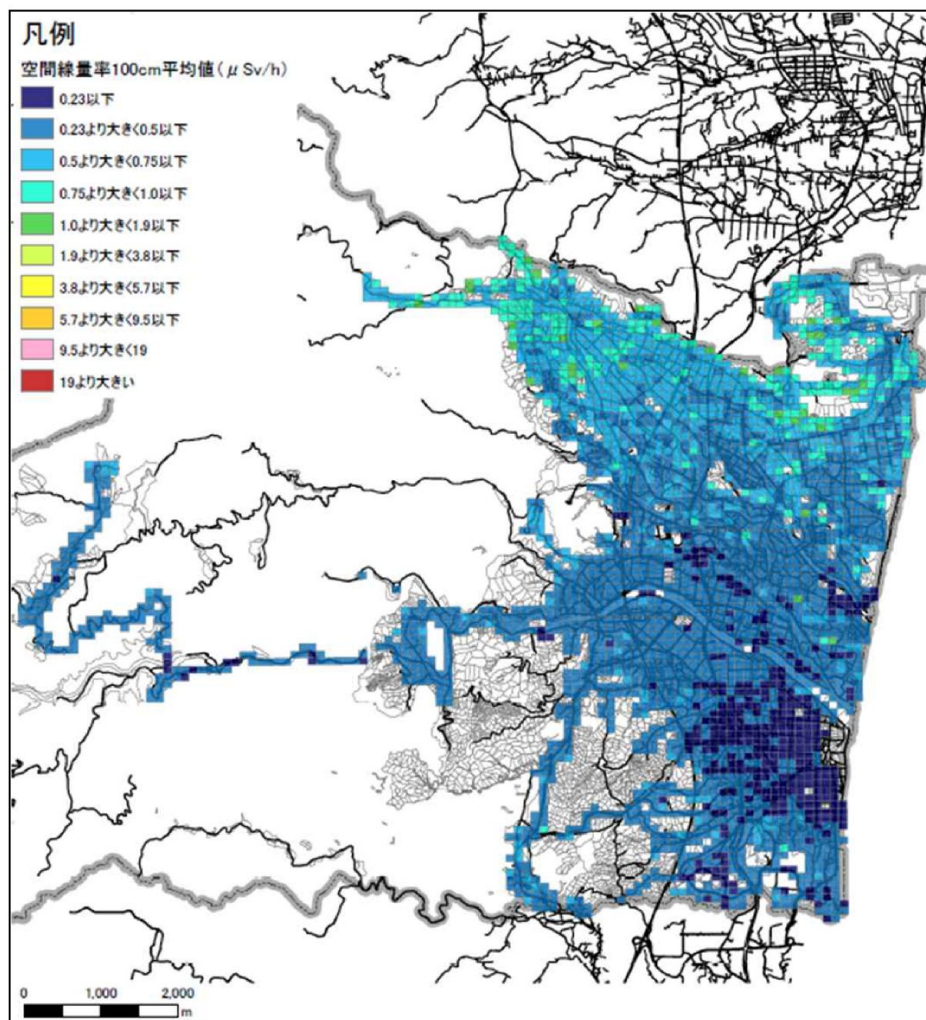 凡例
空間線量率100cm平均値(μSv/h)
0.23以下
0.23より大きく0.5以下
0.5より大きく0.75以下
0.75より大きく1.0以下
1.0より大きく1.9以下
1.9より大きく3.8以下
3.8より大きく5.7以下
5.7より大きく9.5以下
9.5より大きく19
19より大きい
0 1,000 2,000
m